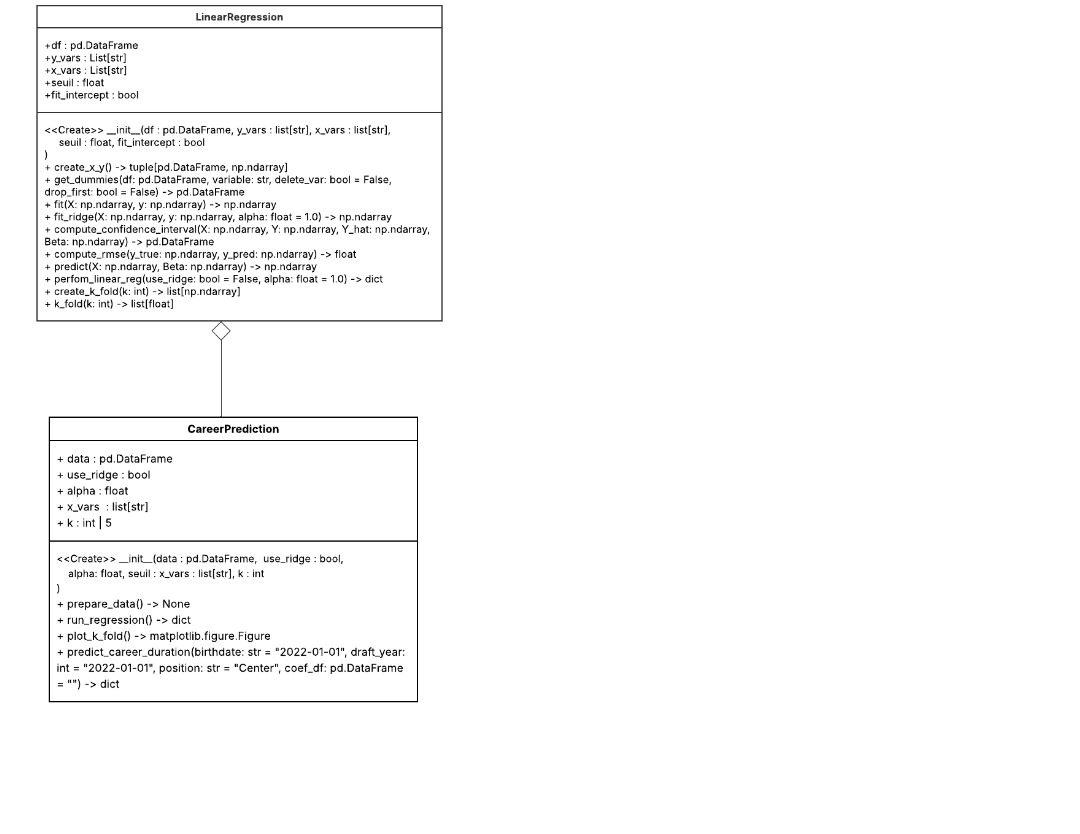 LinearRegression
+df : pd.DataFrame
+y_vars : List[str]
+x_vars : List[str]
+seuil : float
+fit_intercept : bool
<<Create>> __init__(df : pd.DataFrame, y_vars : list[str], x_vars : list[str],
seuil : float, fit_intercept : bool
)
+ create_x_y() -> tuple[pd.DataFrame, np.ndarray]
+ get_dummies(df: pd.DataFrame, variable: str, delete_var: bool = False,
drop_first: bool = False) -> pd.DataFrame
+ fit(X: np.ndarray, y: np.ndarray) -> np.ndarray
+ fit_ridge(X: np.ndarray, y: np.ndarray, alpha: float = 1.0) -> np.ndarray
+ compute_confidence_interval(X: np.ndarray, Y: np.ndarray, Y_hat: np.ndarray,
Beta: np.ndarray) -> pd.DataFrame
+ compute_rmse(y_true: np.ndarray, y_pred: np.ndarray) -> float
+ predict(X: np.ndarray, Beta: np.ndarray) -> np.ndarray
+ perfom_linear_reg(use_ridge: bool = False, alpha: float = 1.0) -> dict
+ create_k_fold(k: int) -> list[np.ndarray]
+ k_fold(k: int) -> list[float]
CareerPrediction
+ data : pd.DataFrame
+ use_ridge : bool
+ alpha : float
+ x_vars : list[str]
+ k : int | 5
<<Create>> __init__(data : pd.DataFrame, use_ridge : bool,
alpha: float, seuil : x_vars : list[str], k : int
)
+ prepare_data() -> None
+ run_regression() -> dict
+ plot_k_fold() -> matplotlib.figure.Figure
+ predict_career_duration(birthdate: str = "2022-01-01", draft_year:
int = "2022-01-01", position: str = "Center", coef_df: pd.DataFrame
= "") -> dict